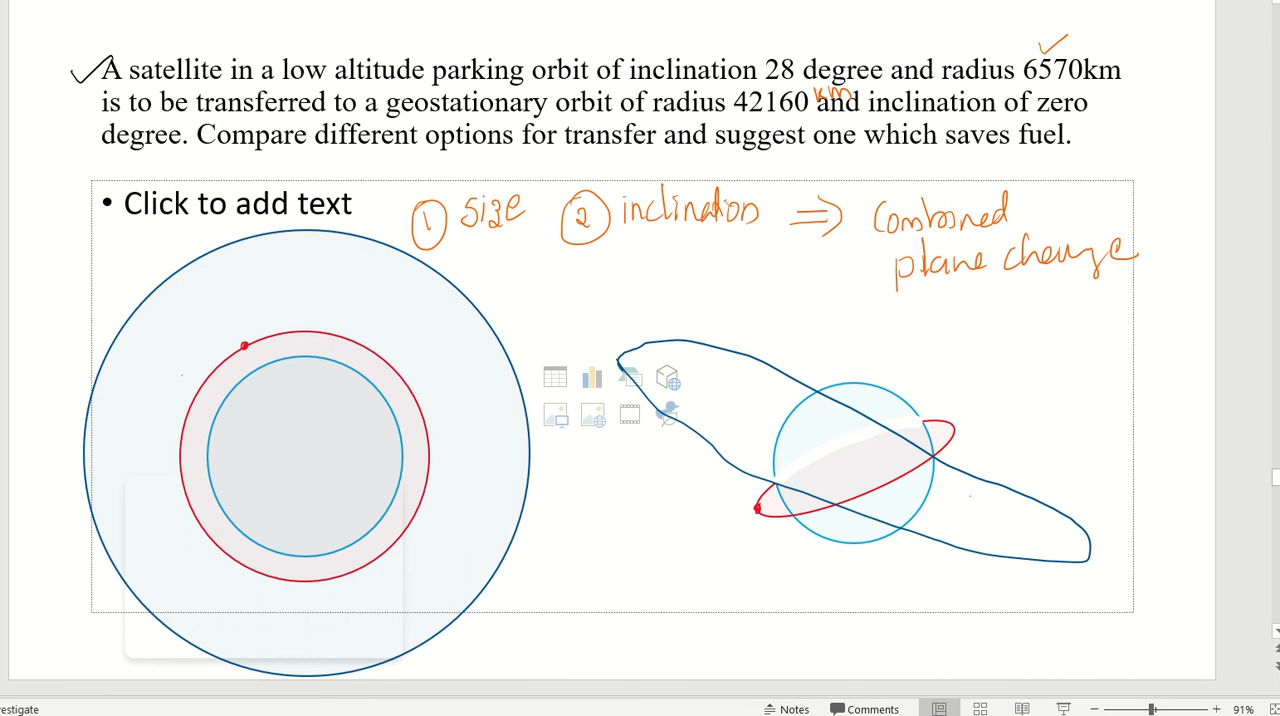 A satellite in a low altitude parking orbit of inclination 28 degree and radius 6570km
is to be transferred to a geostationary orbit of radius 42160 km and inclination of zero
degree. Compare different options for transfer and suggest one which saves fuel.
• Click to add text
① size ② inclination ⇒ Combined
plane change
vestigate
Notes Comments 91%